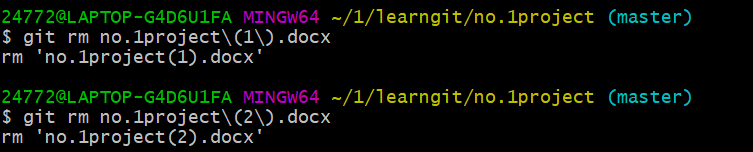 24772@LAPTOP-G4D6U1FA MINGW64 ~/1/learngit/no.1project (master)
$ git rm no.1project\(1\).docx
rm 'no.1project(1).docx'
24772@LAPTOP-G4D6U1FA MINGW64 ~/1/learngit/no.1project (master)
$ git rm no.1project\(2\).docx
rm 'no.1project(2).docx'